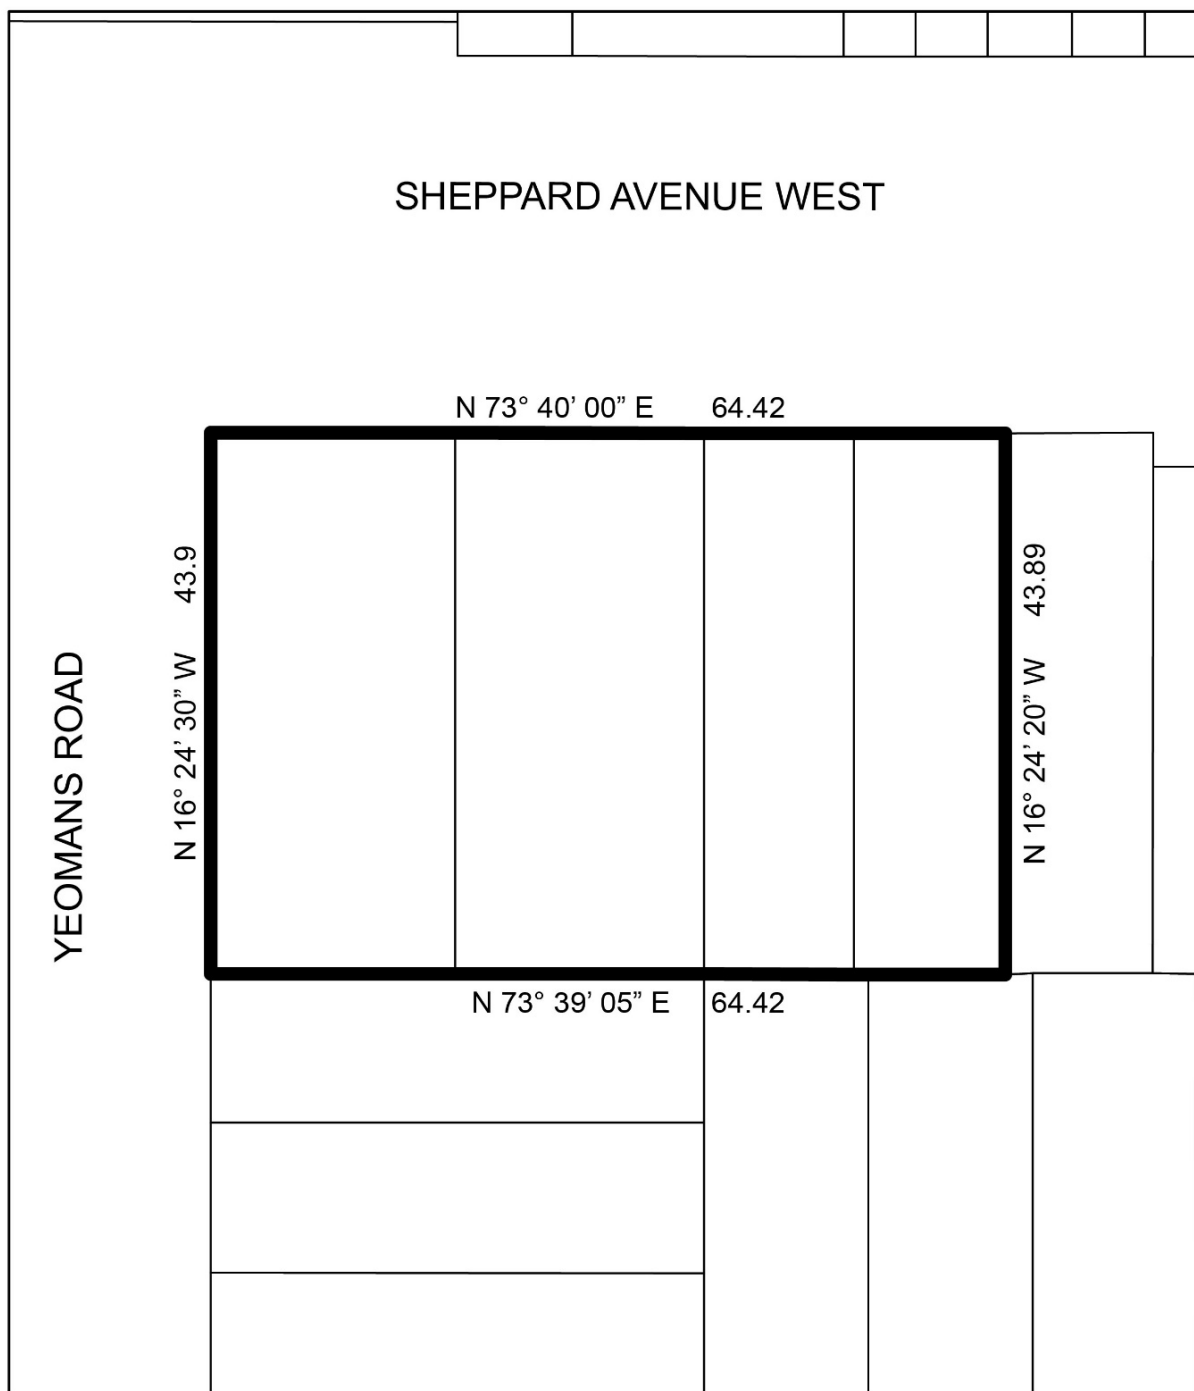 SHEPPARD AVENUE WEST
N 73° 40’ 00” E 64.42
N 16° 24’ 30” W 43.9
N 16° 24’ 20” W 43.89
YEOMANS ROAD
N 73° 39’ 05” E 64.42